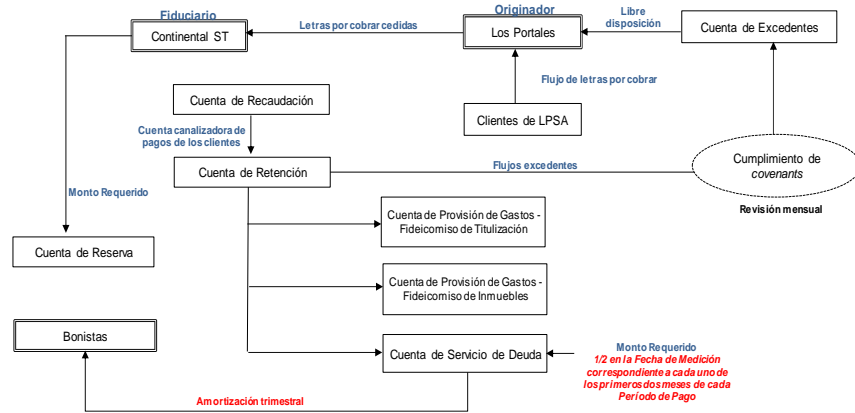 Fiduciario
Continental ST
Letras por cobrar cedidas
Originador
Los Portales
Libre
disposición
Cuenta de Excedentes
Flujo de letras por cobrar
Cuenta de Recaudación
Clientes de LPSA
Cuenta canalizadora de
pagos de los clientes
Cuenta de Retención
Flujos excedentes
Cumplimiento de
covenants
Revisión mensual
Monto Requerido
Cuenta de Reserva
Cuenta de Provisión de Gastos -
Fideicomiso de Titulización
Cuenta de Provisión de Gastos -
Fideicomiso de Inmuebles
Bonistas
Cuenta de Servicio de Deuda
Monto Requerido
1/2 en la Fecha de Medición
correspondiente a cada uno de
los primeros dos meses de cada
Período de Pago
Amortización trimestral